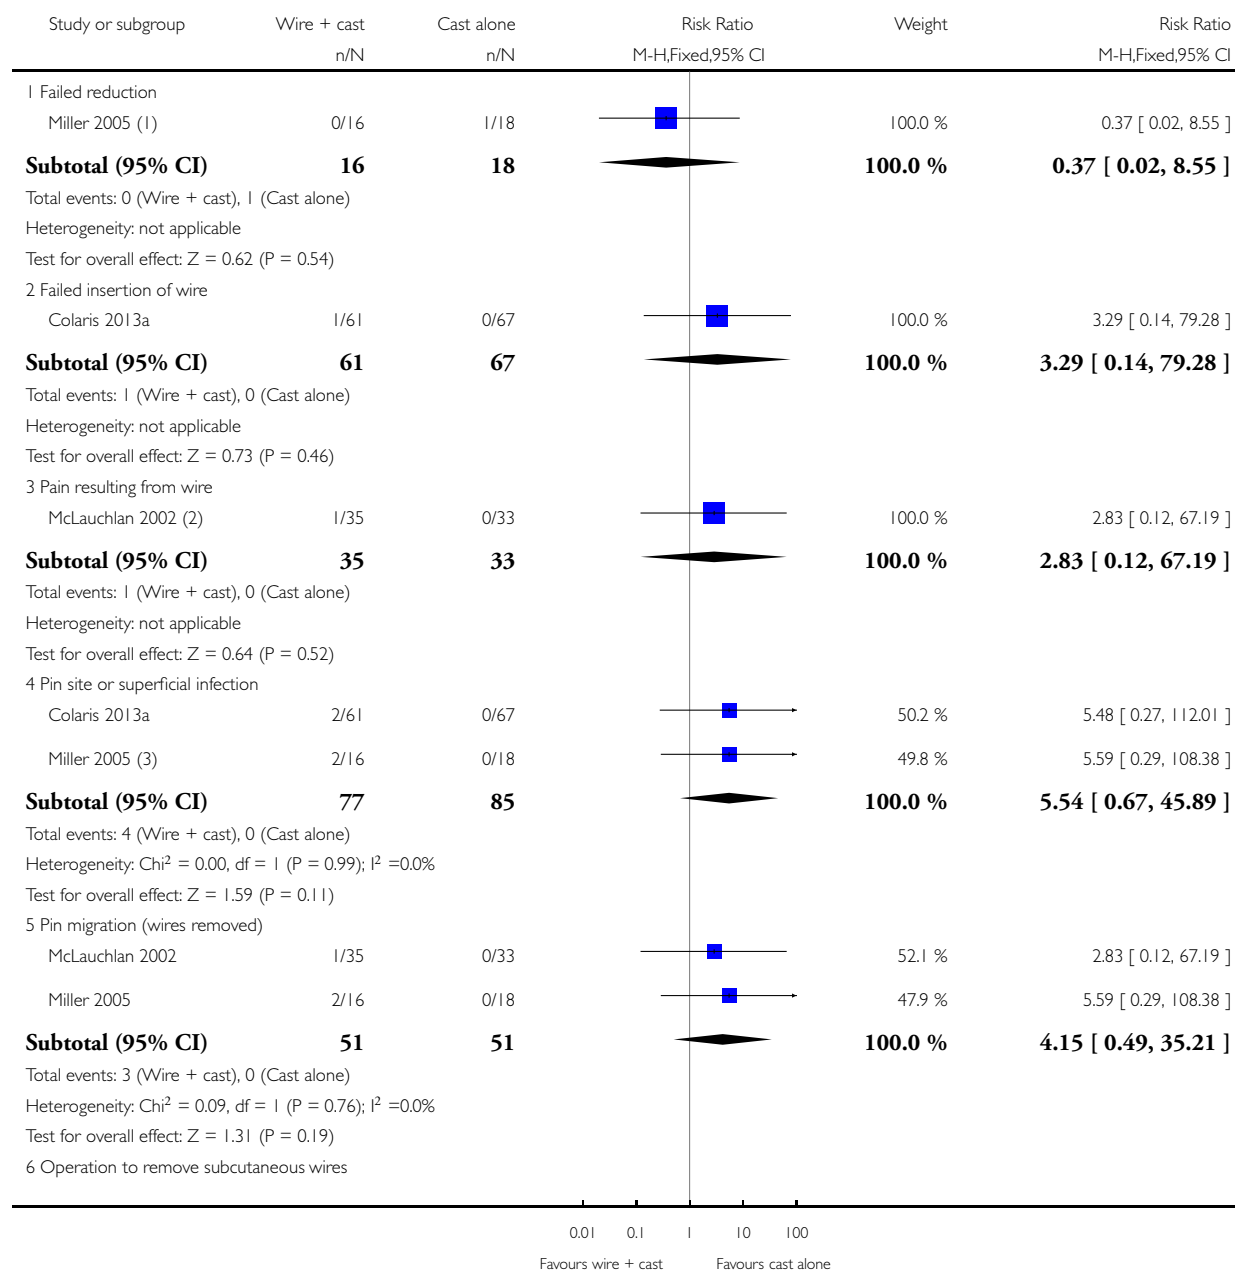 Study or subgroup Wire + cast Cast alone Risk Ratio Weight Risk Ratio
n/N n/N M-H,Fixed,95% CI M-H,Fixed,95% CI
1 Failed reduction
Miller 2005 (1) 0/16 1/18 100.0 % 0.37 [ 0.02, 8.55 ]
Subtotal (95% CI) 16 18 100.0 % 0.37 [ 0.02, 8.55 ]
Total events: 0 (Wire + cast), 1 (Cast alone)
Heterogeneity: not applicable
Test for overall effect: Z = 0.62 (P = 0.54)
2 Failed insertion of wire
Colaris 2013a 1/61 0/67 100.0 % 3.29 [ 0.14, 79.28 ]
Subtotal (95% CI) 61 67 100.0 % 3.29 [ 0.14, 79.28 ]
Total events: 1 (Wire + cast), 0 (Cast alone)
Heterogeneity: not applicable
Test for overall effect: Z = 0.73 (P = 0.46)
3 Pain resulting from wire
McLauchlan 2002 (2) 1/35 0/33 100.0 % 2.83 [ 0.12, 67.19 ]
Subtotal (95% CI) 35 33 100.0 % 2.83 [ 0.12, 67.19 ]
Total events: 1 (Wire + cast), 0 (Cast alone)
Heterogeneity: not applicable
Test for overall effect: Z = 0.64 (P = 0.52)
4 Pin site or superficial infection
Colaris 2013a 2/61 0/67 50.2 % 5.48 [ 0.27, 112.01 ]
Miller 2005 (3) 2/16 0/18 49.8 % 5.59 [ 0.29, 108.38 ]
Subtotal (95% CI) 77 85 100.0 % 5.54 [ 0.67, 45.89 ]
Total events: 4 (Wire + cast), 0 (Cast alone)
Heterogeneity: Chi² = 0.00, df = 1 (P = 0.99); I² =0.0%
Test for overall effect: Z = 1.59 (P = 0.11)
5 Pin migration (wires removed)
McLauchlan 2002 1/35 0/33 52.1 % 2.83 [ 0.12, 67.19 ]
Miller 2005 2/16 0/18 47.9 % 5.59 [ 0.29, 108.38 ]
Subtotal (95% CI) 51 51 100.0 % 4.15 [ 0.49, 35.21 ]
Total events: 3 (Wire + cast), 0 (Cast alone)
Heterogeneity: Chi² = 0.09, df = 1 (P = 0.76); I² =0.0%
Test for overall effect: Z = 1.31 (P = 0.19)
6 Operation to remove subcutaneous wires
0.01 0.1 1 10 100
Favours wire + cast Favours cast alone